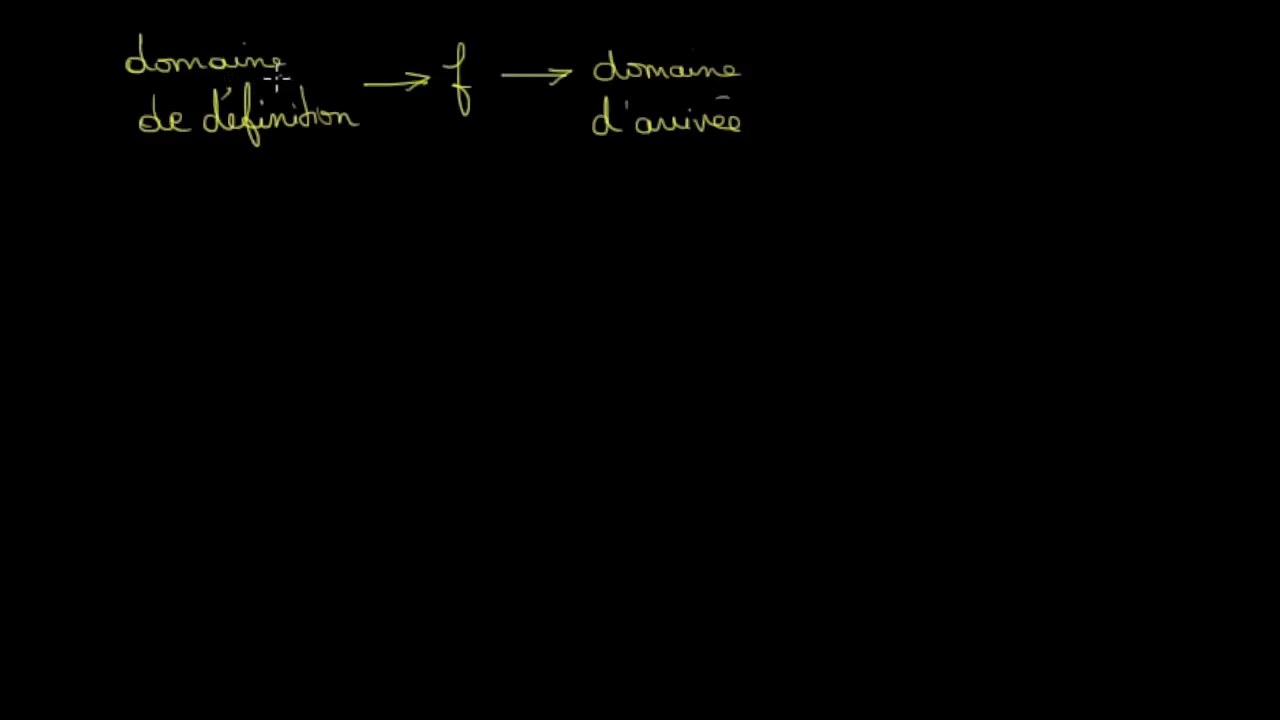 domaine
de définition → f → domaine
d'arrivée